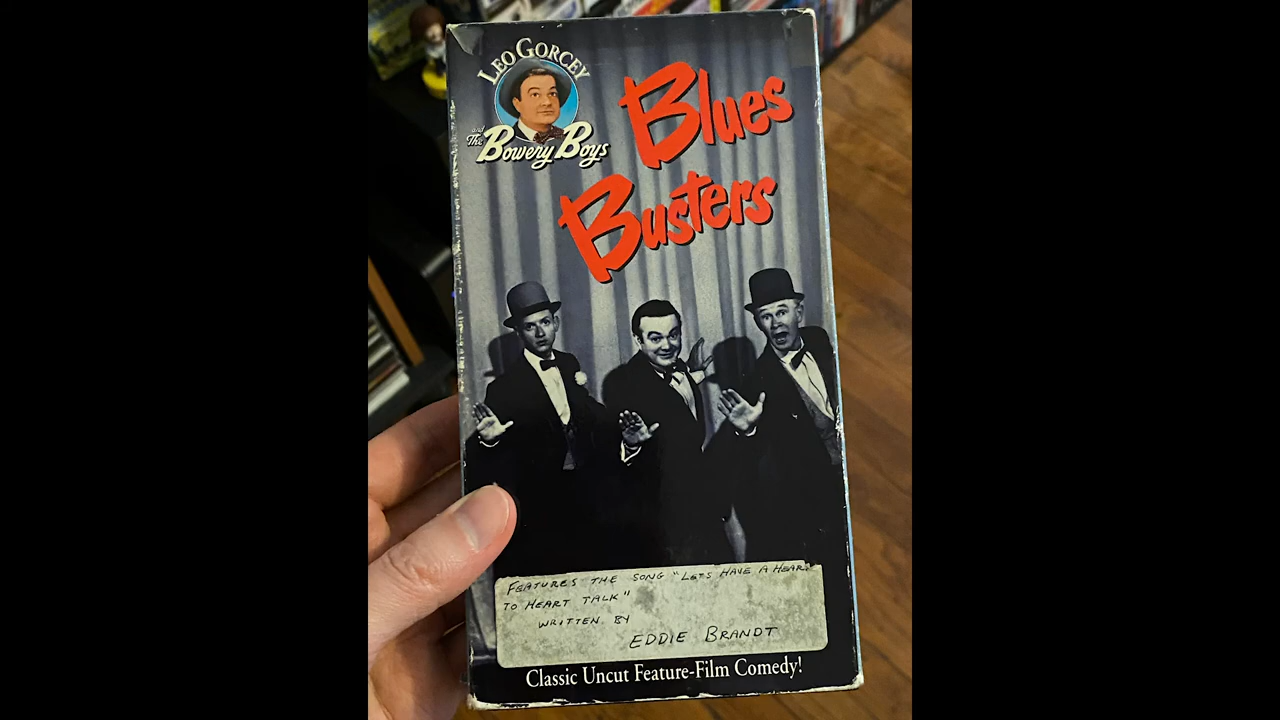 LEO GORCEY
and
The Bowery Boys
Blues
Busters
FEATURES THE SONG "LETS HAVE A HEART
TO HEART TALK"
WRITTEN BY
EDDIE BRANDT
Classic Uncut Feature-Film Comedy!